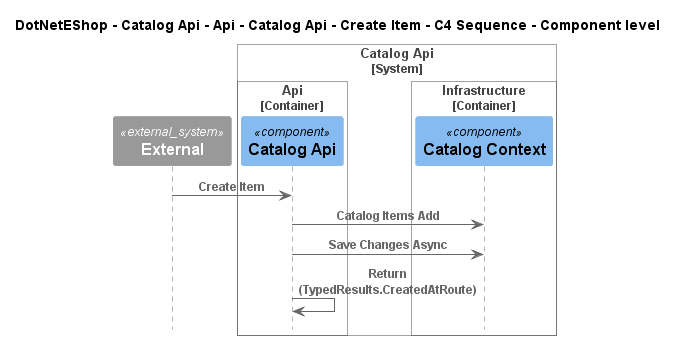 DotNetEShop - Catalog Api - Api - Catalog Api - Create Item - C4 Sequence - Component level
Catalog Api
[System]
Api
[Container]
Infrastructure
[Container]
«external_system»
External
«component»
Catalog Api
«component»
Catalog Context
Create Item
Catalog Items Add
Save Changes Async
Return
(TypedResults.CreatedAtRoute)